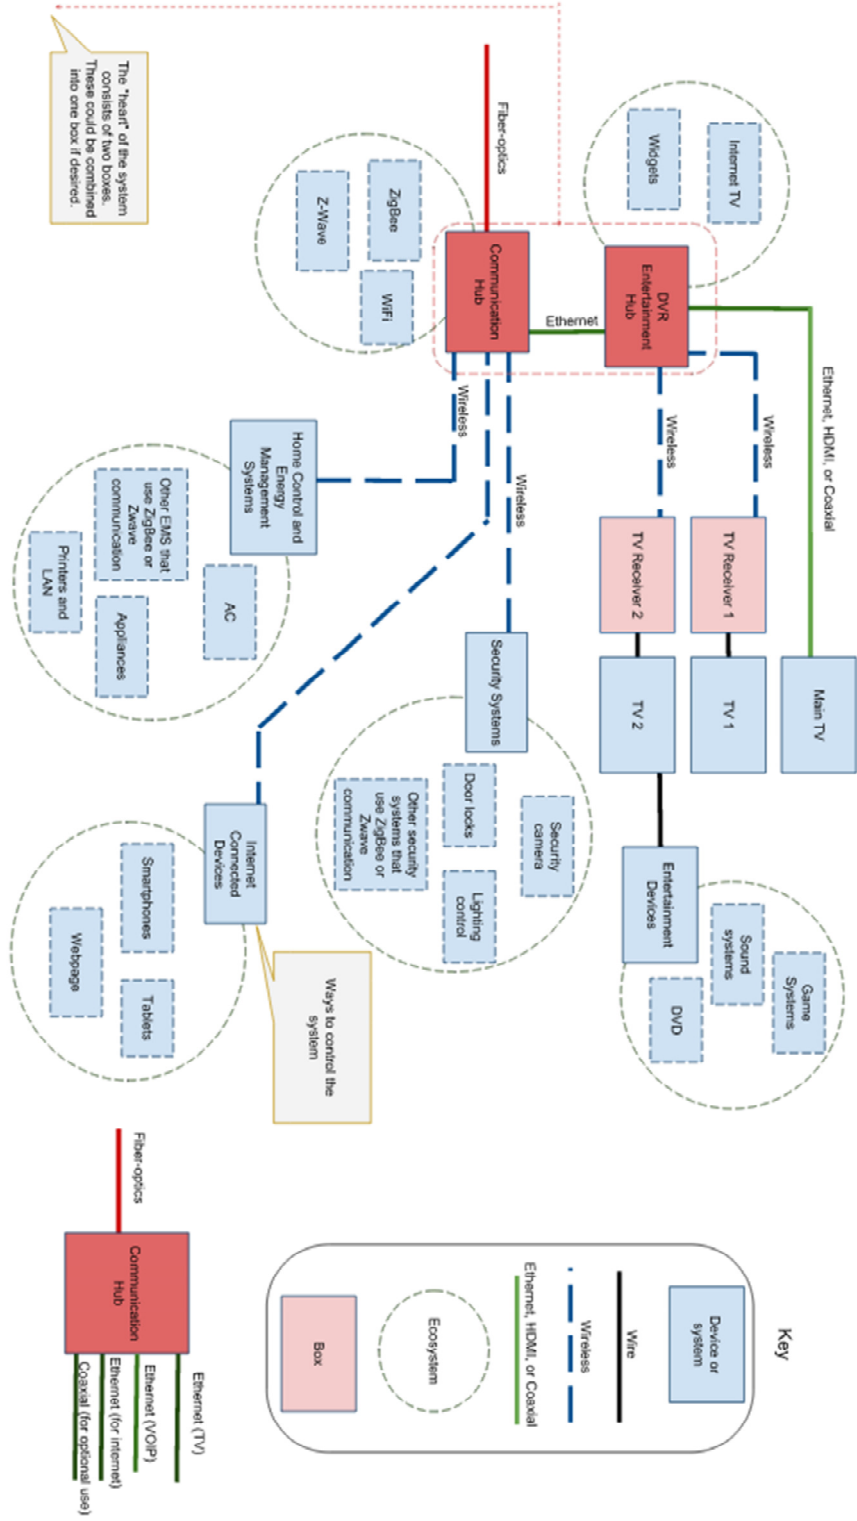 Internet TV
Widgets
Ethernet, HDMI, or Coaxial
Main TV
Wireless
TV Receiver 1
TV 1
DVR
Entertainment
Hub
Wireless
TV Receiver 2
TV 2
Entertainment
Devices
Game
Systems
Sound
systems
DVD
Ethernet
Fiber-optics
Communication
Hub
ZigBee
Z-Wave
WiFi
Wireless
Security Systems
Security
camera
Door locks
Lighting
control
Other security
systems that
use ZigBee or
Zwave
communication
Wireless
Home Control and
Energy
Management
Systems
AC
Other EMS that
use ZigBee or
Zwave
communication
Appliances
Printers and
LAN
Internet
Connected
Devices
Smartphones
Tablets
Webpage
Ways to control the
system
The "heart" of the system
consists of two boxes.
These could be combined
into one box if desired.
Key
Device or
system
Wire
Wireless
Ethernet, HDMI, or Coaxial
Ecosystem
Box
Fiber-optics
Communication
Hub
Ethernet (TV)
Ethernet (VOIP)
Ethernet (for internet)
Coaxial (for optional use)